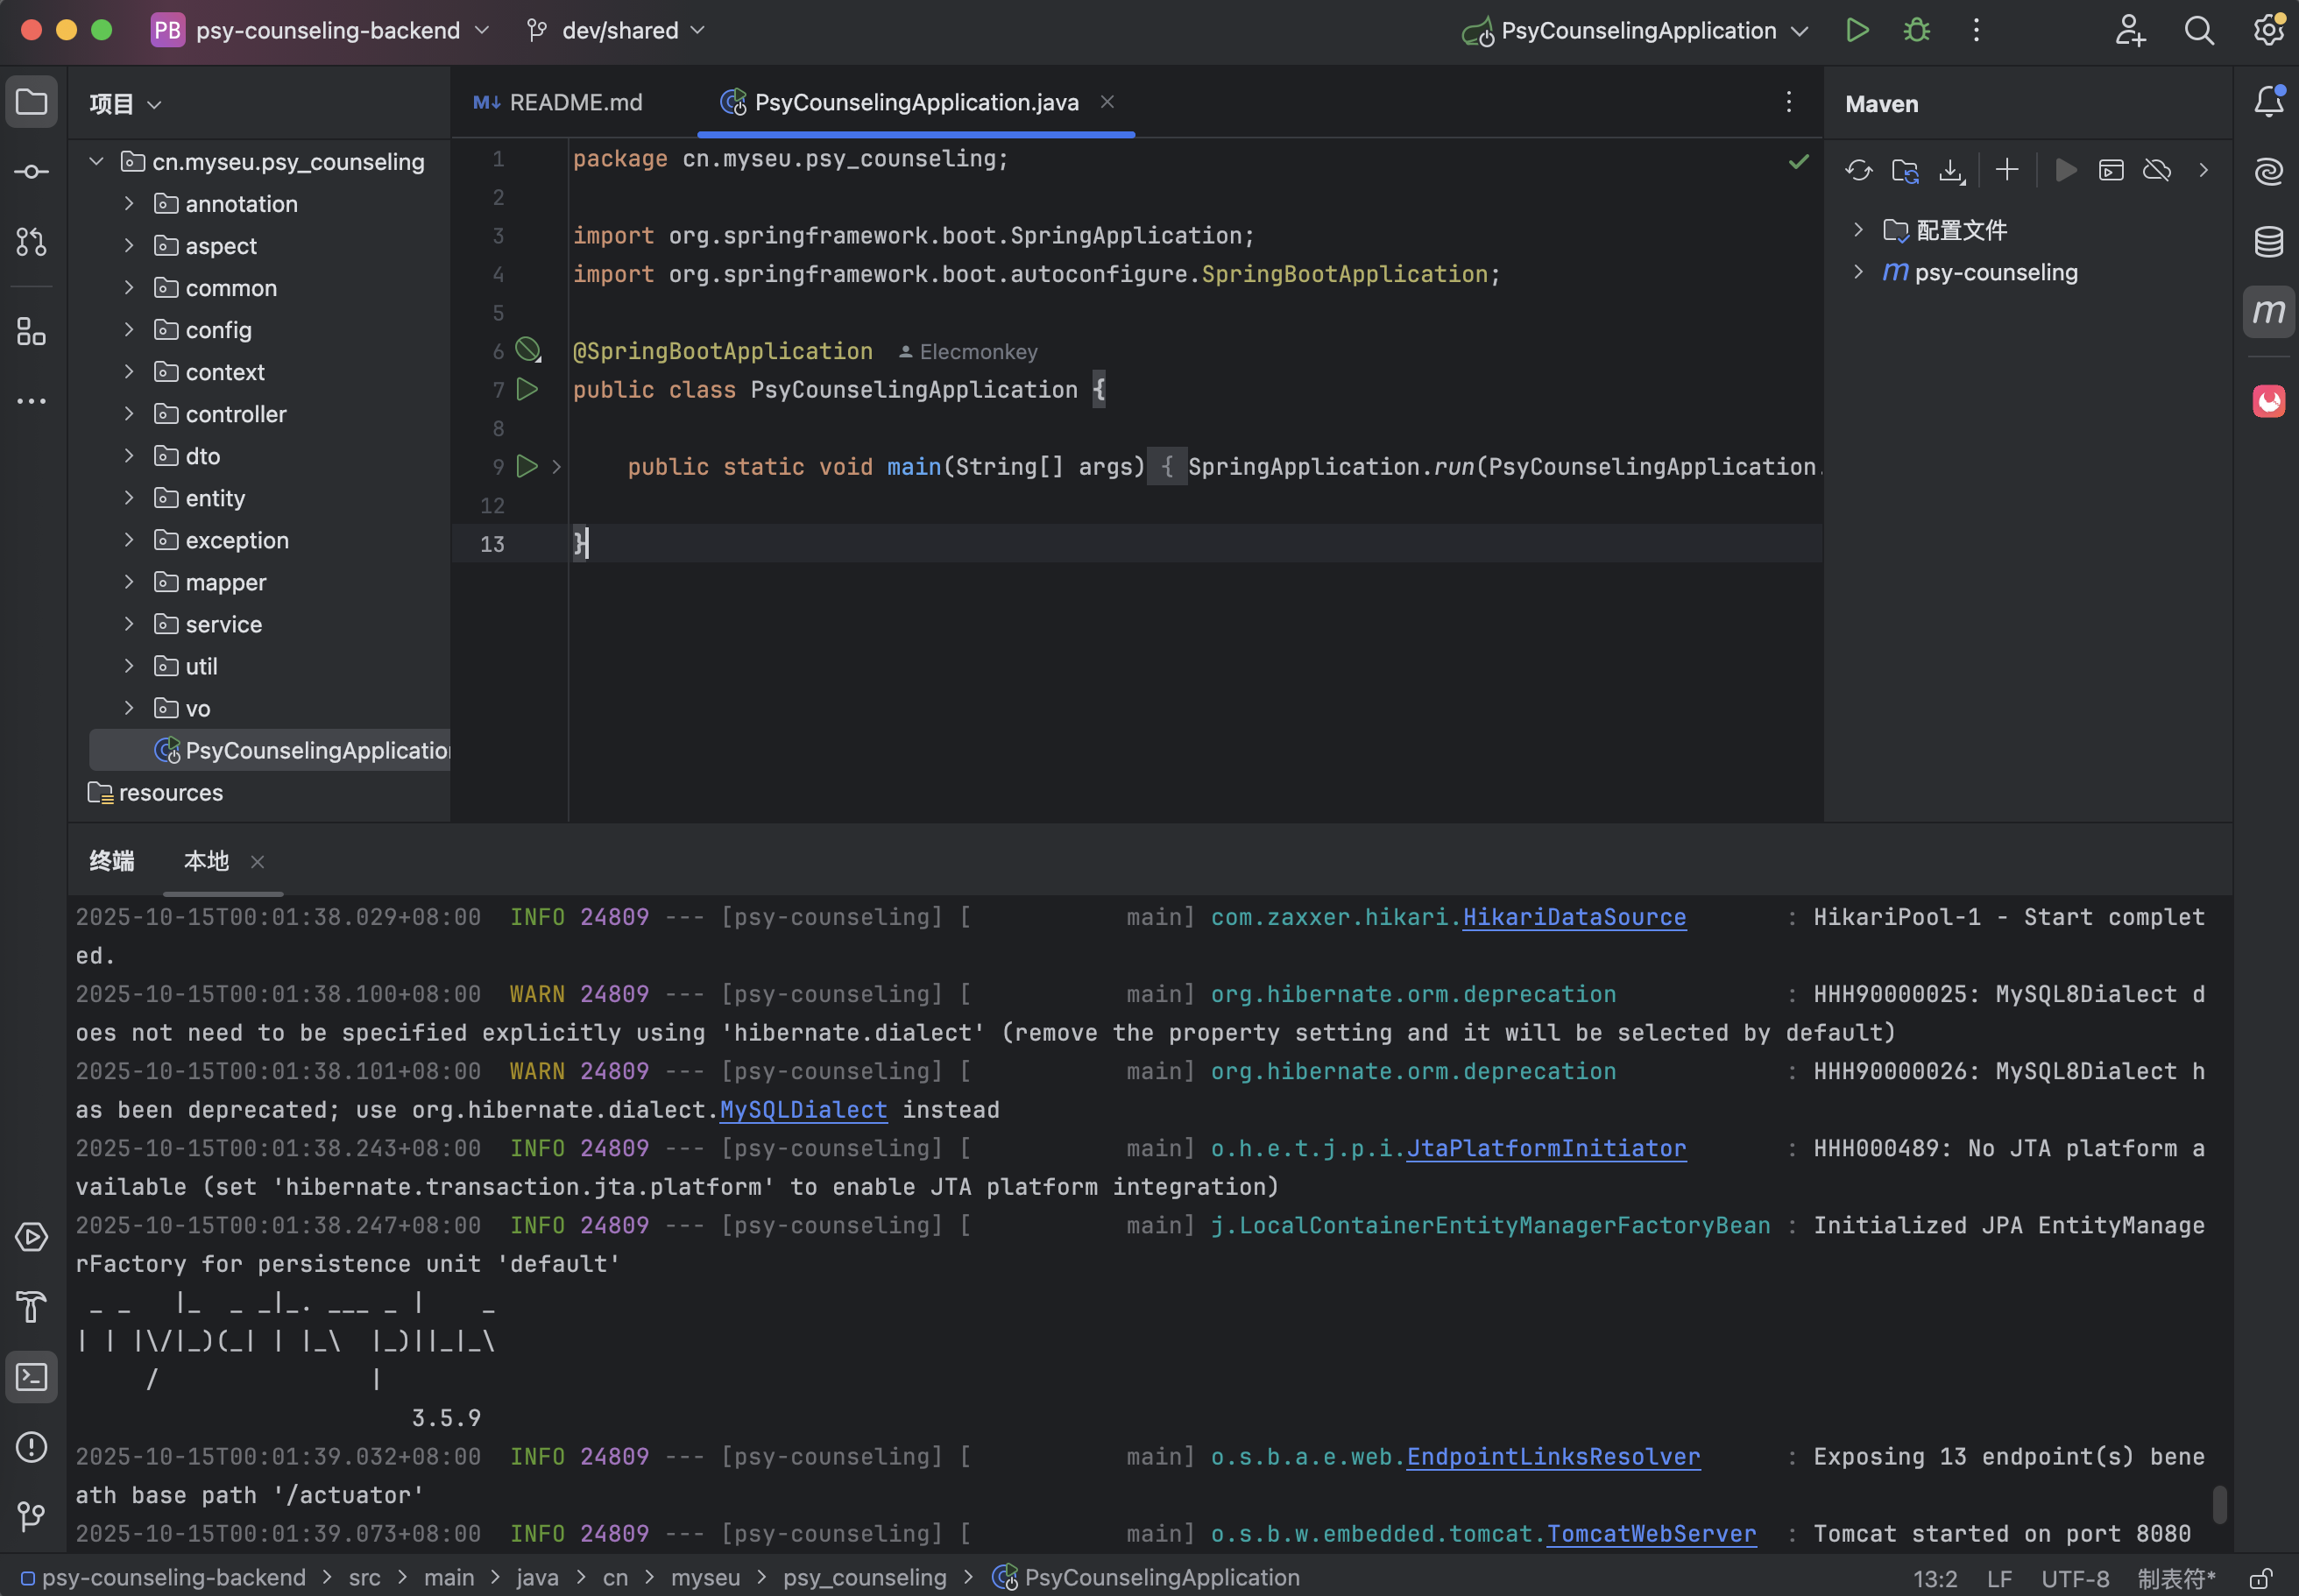 PB psy-counseling-backend dev/shared PsyCounselingApplication
项目
cn.myseu.psy_counseling
annotation
aspect
common
config
context
controller
dto
entity
exception
mapper
service
util
vo
PsyCounselingApplication
resources
README.md PsyCounselingApplication.java
1 package cn.myseu.psy_counseling;
2
3 import org.springframework.boot.SpringApplication;
4 import org.springframework.boot.autoconfigure.SpringBootApplication;
5
6 @SpringBootApplication Elecmonkey
7 public class PsyCounselingApplication {
8
9 public static void main(String[] args) { SpringApplication.run(PsyCounselingApplication.
12
13 }
Maven
配置文件
psy-counseling
终端 本地
2025-10-15T00:01:38.029+08:00 INFO 24809 --- [psy-counseling] [ main] com.zaxxer.hikari.HikariDataSource : HikariPool-1 - Start complet
ed.
2025-10-15T00:01:38.100+08:00 WARN 24809 --- [psy-counseling] [ main] org.hibernate.orm.deprecation : HHH90000025: MySQL8Dialect d
oes not need to be specified explicitly using 'hibernate.dialect' (remove the property setting and it will be selected by default)
2025-10-15T00:01:38.101+08:00 WARN 24809 --- [psy-counseling] [ main] org.hibernate.orm.deprecation : HHH90000026: MySQL8Dialect h
as been deprecated; use org.hibernate.dialect.MySQLDialect instead
2025-10-15T00:01:38.243+08:00 INFO 24809 --- [psy-counseling] [ main] o.h.e.t.j.p.i.JtaPlatformInitiator : HHH000489: No JTA platform a
vailable (set 'hibernate.transaction.jta.platform' to enable JTA platform integration)
2025-10-15T00:01:38.247+08:00 INFO 24809 --- [psy-counseling] [ main] j.LocalContainerEntityManagerFactoryBean : Initialized JPA EntityManage
rFactory for persistence unit 'default'
 _ _   |_  _ _|_. ___ _ |    _
| | |\/|_)(_| | |_\  |_)||_|_\
     /               |
3.5.9
2025-10-15T00:01:39.032+08:00 INFO 24809 --- [psy-counseling] [ main] o.s.b.a.e.web.EndpointLinksResolver : Exposing 13 endpoint(s) bene
ath base path '/actuator'
2025-10-15T00:01:39.073+08:00 INFO 24809 --- [psy-counseling] [ main] o.s.b.w.embedded.tomcat.TomcatWebServer : Tomcat started on port 8080
psy-counseling-backend > src > main > java > cn > myseu > psy_counseling > PsyCounselingApplication 13:2 LF UTF-8 制表符*